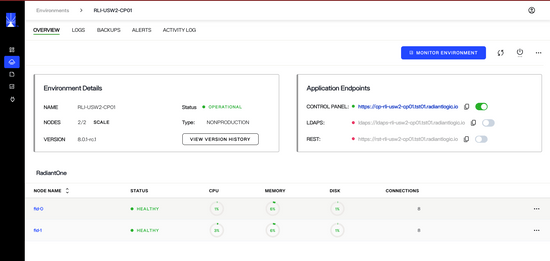 Environments > RLI-USW2-CP01
OVERVIEW LOGS BACKUPS ALERTS ACTIVITY LOG
MONITOR ENVIRONMENT
Environment Details
NAME RLI-USW2-CP01
Status OPERATIONAL
NODES 2/2 SCALE
Type: NONPRODUCTION
VERSION 8.0.1-rc.1
VIEW VERSION HISTORY
Application Endpoints
CONTROL PANEL: https://cp-rli-usw2-cp01.tst01.radiantlogic.io
LDAPS: ldaps://ldaps-rli-usw2-cp01.tst01.radiantlogic.io
REST: https://rest-rli-usw2-cp01.tst01.radiantlogic.io
RadiantOne
NODE NAME STATUS CPU MEMORY DISK CONNECTIONS
fid-0 HEALTHY 1% 8% 1% 8
fid-1 HEALTHY 8% 1% 8